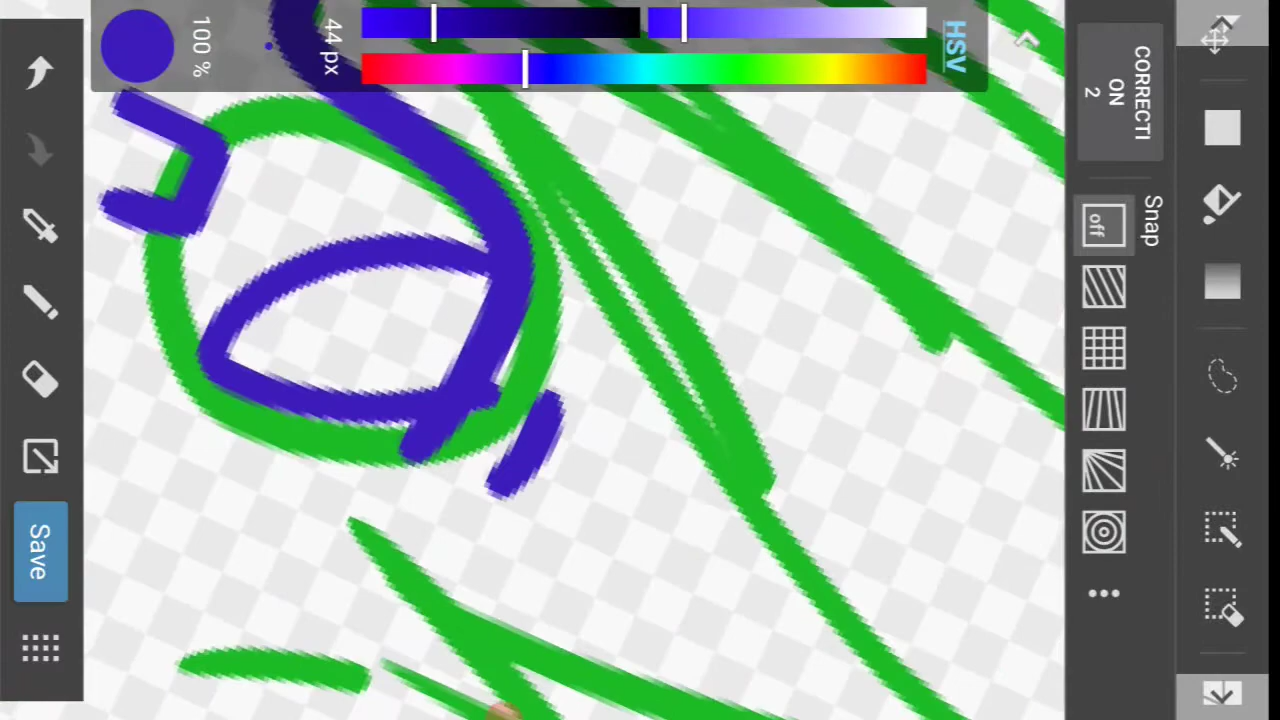 HSV
44 px
100 %
CORRECTI
ON
2
Snap
off
Save